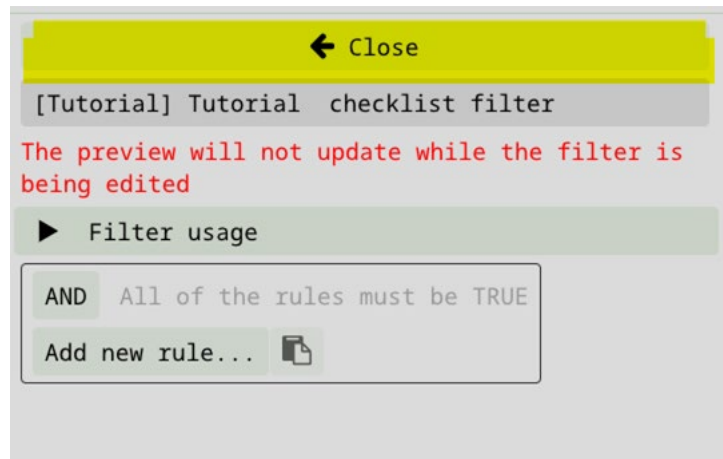 Close
[Tutorial] Tutorial  checklist filter
The preview will not update while the filter is
being edited
Filter usage
AND All of the rules must be TRUE
Add new rule...